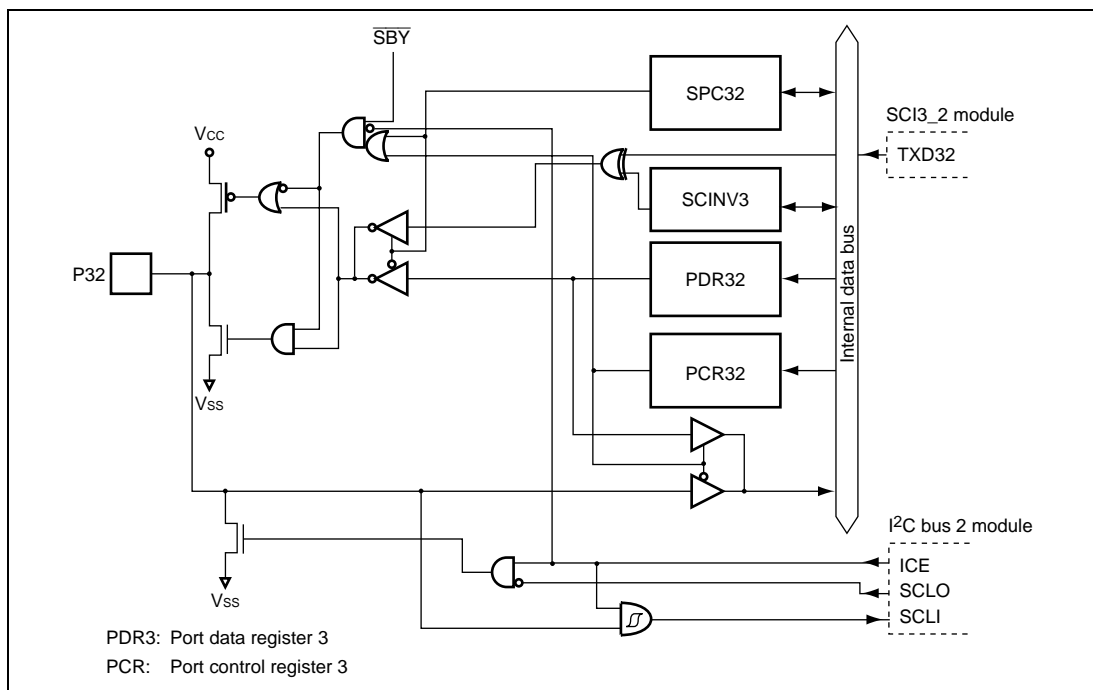 SBY
SPC32
SCI3_2 module
TXD32
VCC
SCINV3
P32
PDR32
Internal data bus
PCR32
VSS
I2C bus 2 module
ICE
SCLO
SCLI
VSS
PDR3: Port data register 3
PCR: Port control register 3